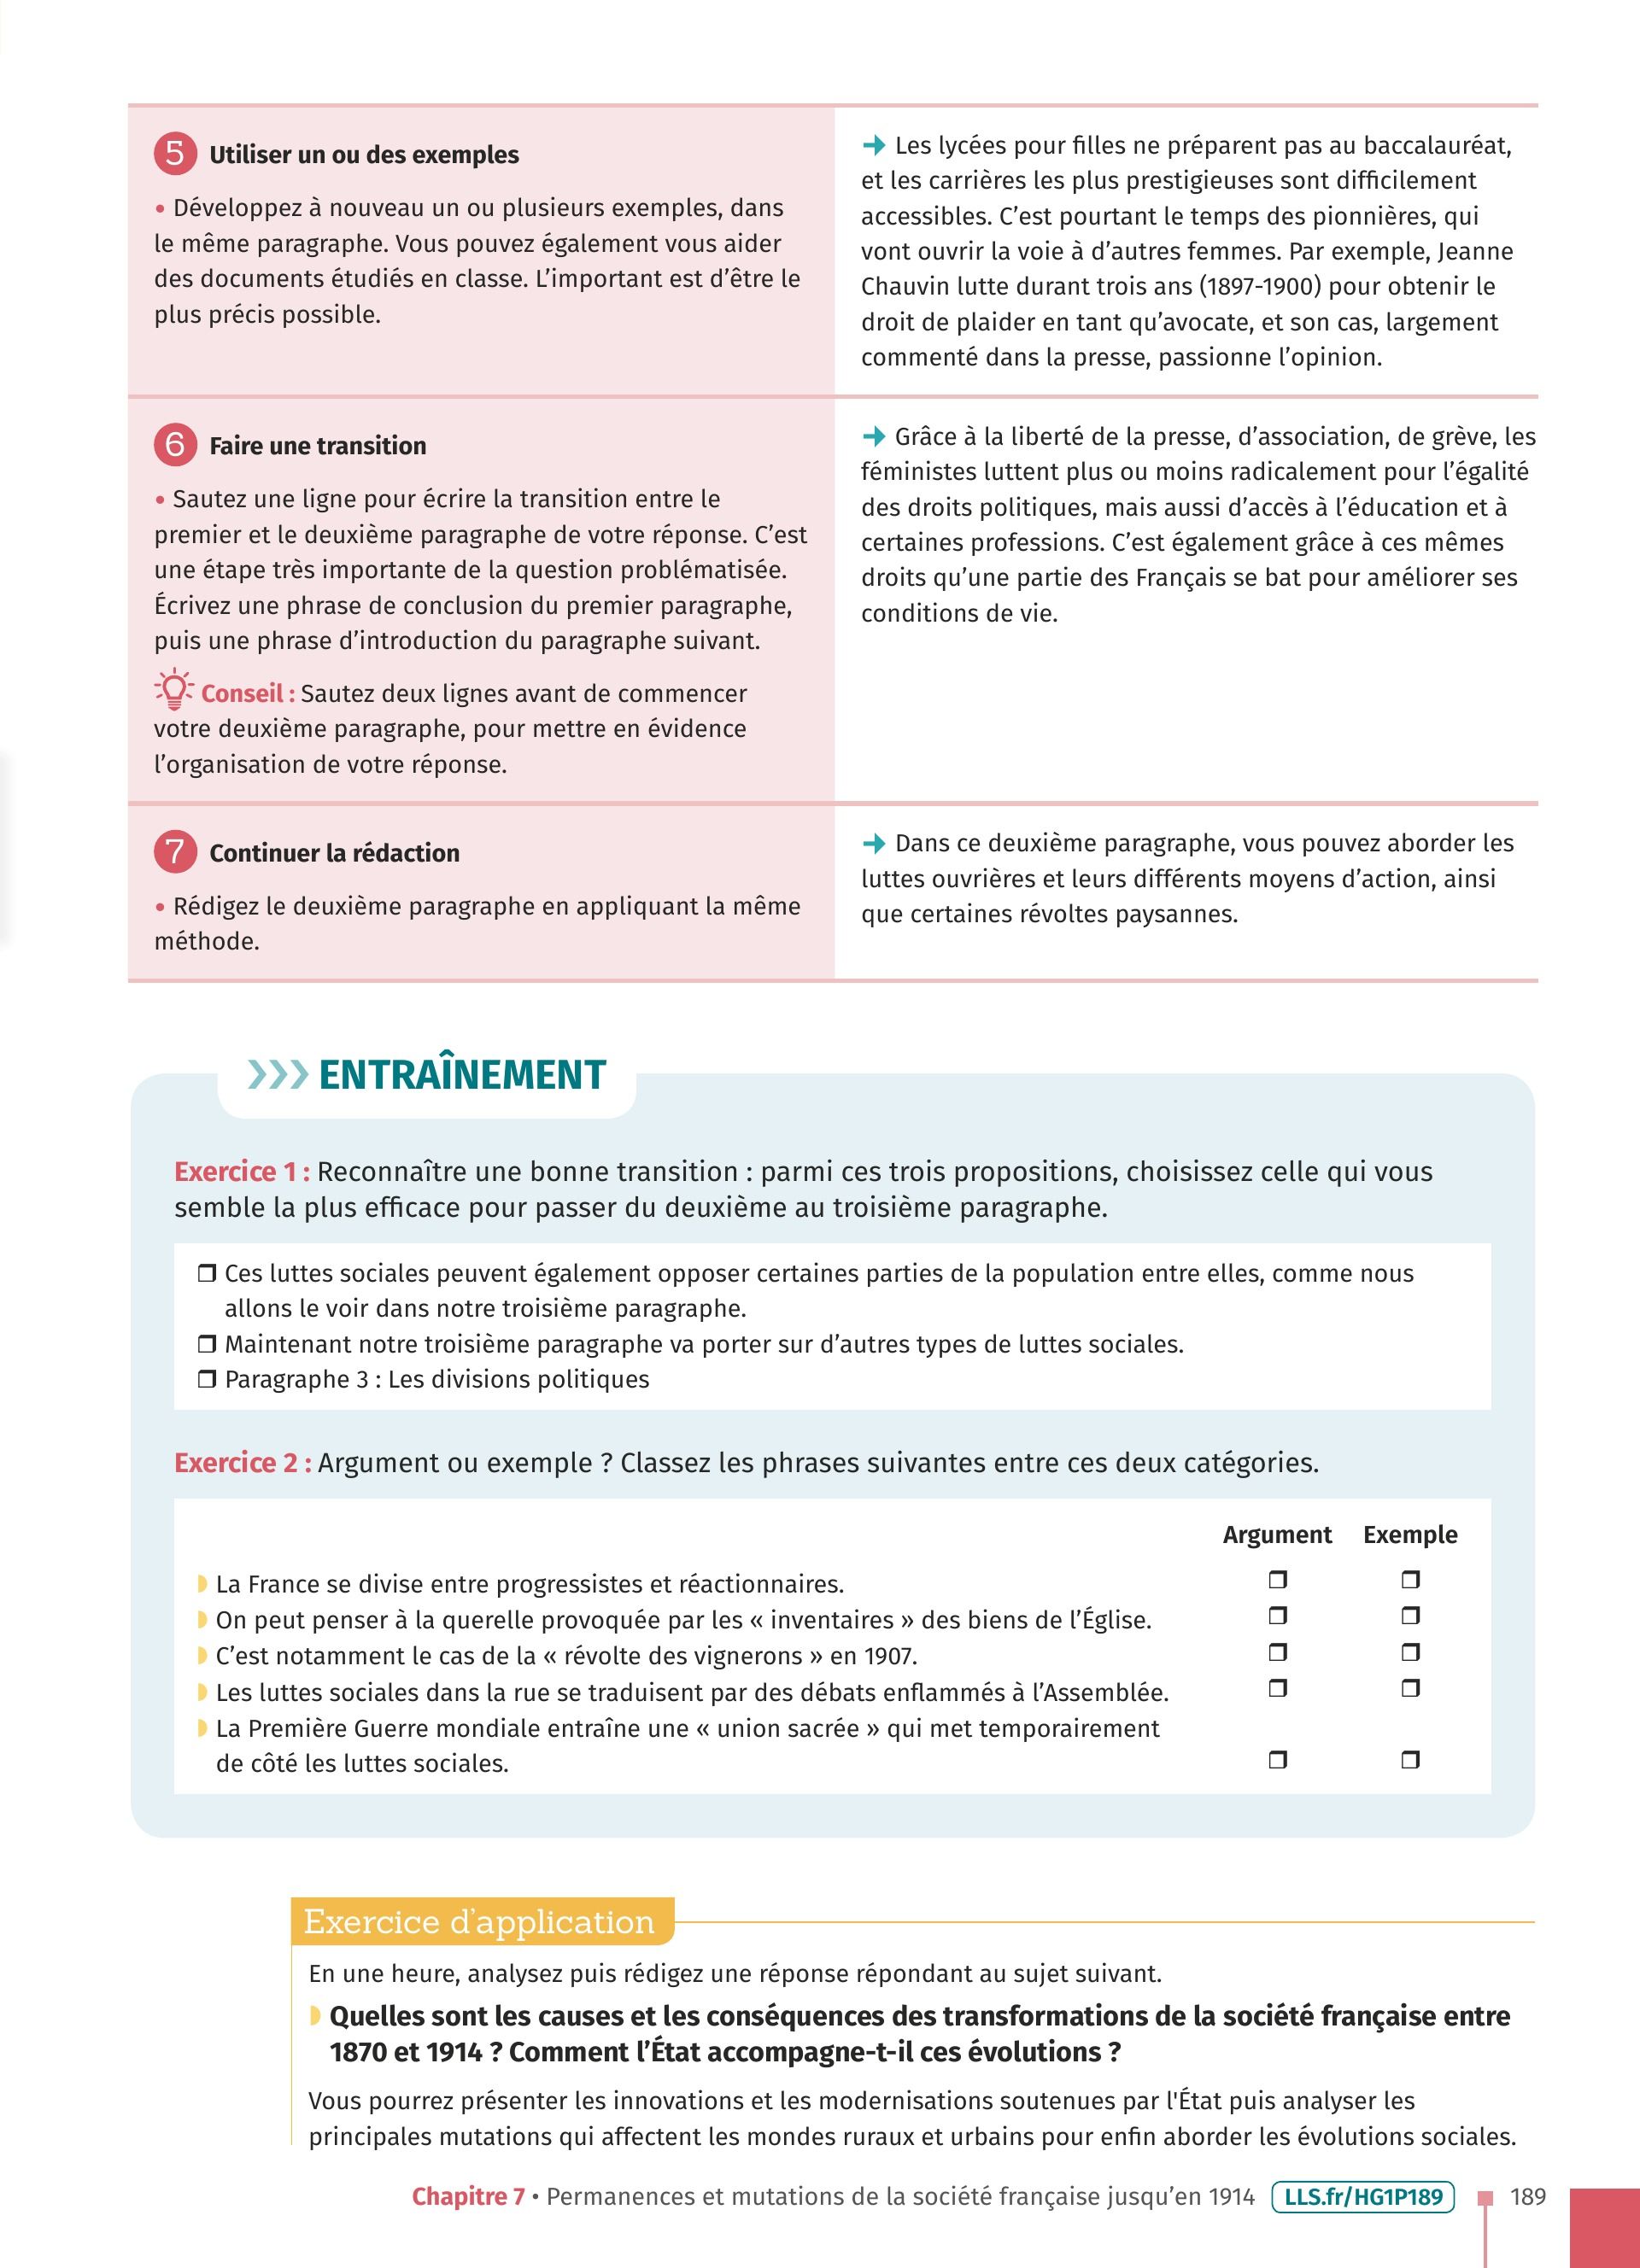 5 Utiliser un ou des exemples
• Développez à nouveau un ou plusieurs exemples, dans
le même paragraphe. Vous pouvez également vous aider
des documents étudiés en classe. L’important est d’être le
plus précis possible.
➔ Les lycées pour filles ne préparent pas au baccalauréat,
et les carrières les plus prestigieuses sont difficilement
accessibles. C’est pourtant le temps des pionnières, qui
vont ouvrir la voie à d’autres femmes. Par exemple, Jeanne
Chauvin lutte durant trois ans (1897-1900) pour obtenir le
droit de plaider en tant qu’avocate, et son cas, largement
commenté dans la presse, passionne l’opinion.
6 Faire une transition
• Sautez une ligne pour écrire la transition entre le
premier et le deuxième paragraphe de votre réponse. C’est
une étape très importante de la question problématisée.
Écrivez une phrase de conclusion du premier paragraphe,
puis une phrase d’introduction du paragraphe suivant.
Conseil : Sautez deux lignes avant de commencer
votre deuxième paragraphe, pour mettre en évidence
l’organisation de votre réponse.
➔ Grâce à la liberté de la presse, d’association, de grève, les
féministes luttent plus ou moins radicalement pour l’égalité
des droits politiques, mais aussi d’accès à l’éducation et à
certaines professions. C’est également grâce à ces mêmes
droits qu’une partie des Français se bat pour améliorer ses
conditions de vie.
7 Continuer la rédaction
• Rédigez le deuxième paragraphe en appliquant la même
méthode.
➔ Dans ce deuxième paragraphe, vous pouvez aborder les
luttes ouvrières et leurs différents moyens d’action, ainsi
que certaines révoltes paysannes.
››› ENTRAÎNEMENT
Exercice 1 : Reconnaître une bonne transition : parmi ces trois propositions, choisissez celle qui vous
semble la plus efficace pour passer du deuxième au troisième paragraphe.
❒ Ces luttes sociales peuvent également opposer certaines parties de la population entre elles, comme nous
allons le voir dans notre troisième paragraphe.
❒ Maintenant notre troisième paragraphe va porter sur d’autres types de luttes sociales.
❒ Paragraphe 3 : Les divisions politiques
Exercice 2 : Argument ou exemple ? Classez les phrases suivantes entre ces deux catégories.
Argument Exemple
La France se divise entre progressistes et réactionnaires. ❒ ❒
On peut penser à la querelle provoquée par les « inventaires » des biens de l’Église. ❒ ❒
C’est notamment le cas de la « révolte des vignerons » en 1907. ❒ ❒
Les luttes sociales dans la rue se traduisent par des débats enflammés à l’Assemblée. ❒ ❒
La Première Guerre mondiale entraîne une « union sacrée » qui met temporairement
de côté les luttes sociales. ❒ ❒
Exercice d’application
En une heure, analysez puis rédigez une réponse répondant au sujet suivant.
Quelles sont les causes et les conséquences des transformations de la société française entre
1870 et 1914 ? Comment l’État accompagne-t-il ces évolutions ?
Vous pourrez présenter les innovations et les modernisations soutenues par l'État puis analyser les
principales mutations qui affectent les mondes ruraux et urbains pour enfin aborder les évolutions sociales.
Chapitre 7 • Permanences et mutations de la société française jusqu’en 1914 LLS.fr/HG1P189 189